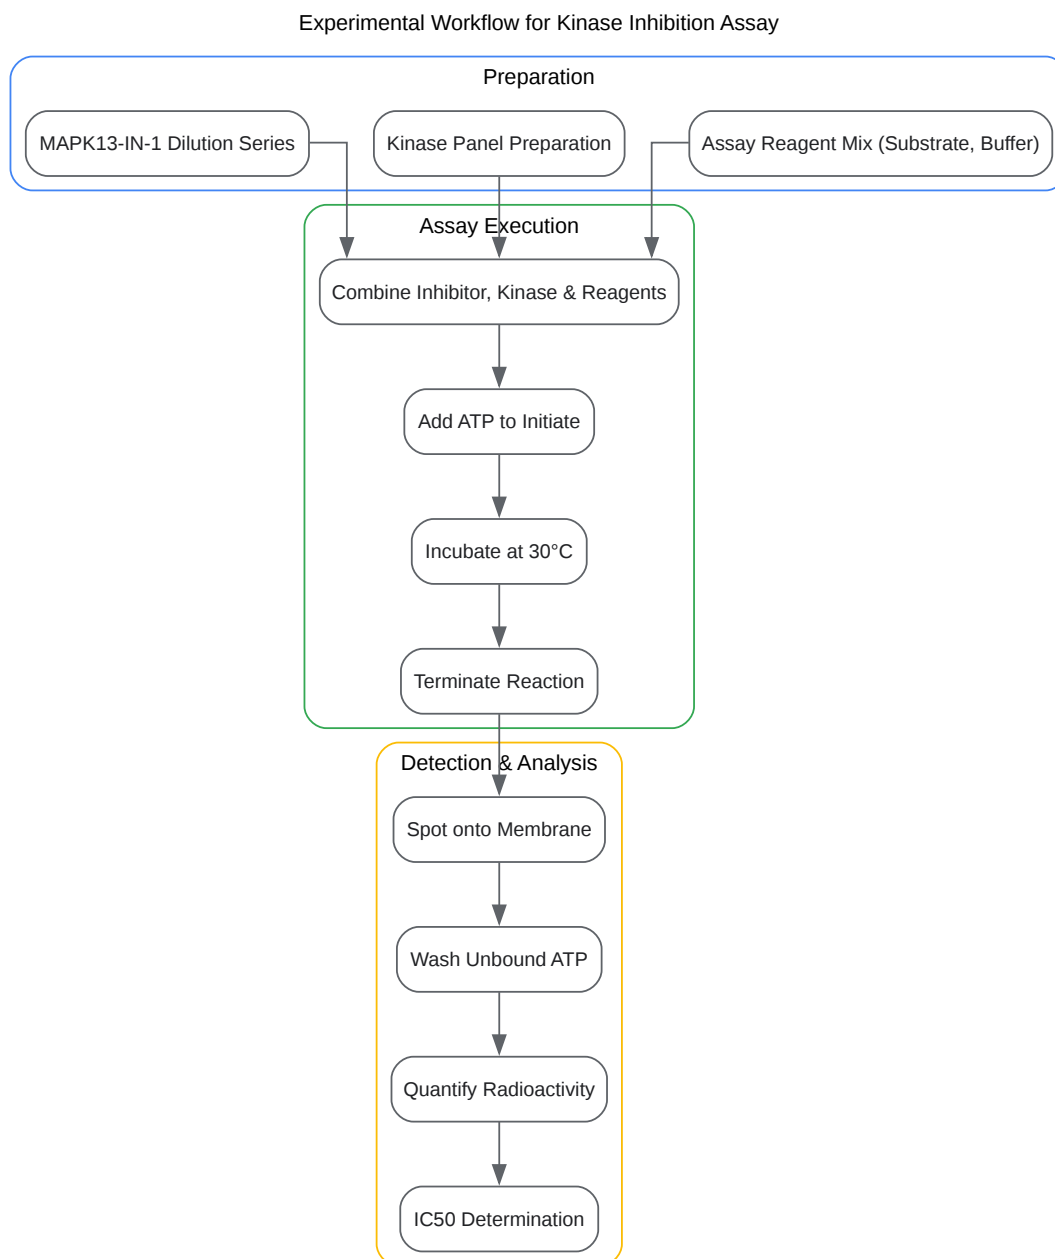 Experimental Workflow for Kinase Inhibition Assay
Preparation
MAPK13-IN-1 Dilution Series
Kinase Panel Preparation
Assay Reagent Mix (Substrate, Buffer)
Assay Execution
Combine Inhibitor, Kinase & Reagents
Add ATP to Initiate
Incubate at 30°C
Terminate Reaction
Detection & Analysis
Spot onto Membrane
Wash Unbound ATP
Quantify Radioactivity
IC50 Determination